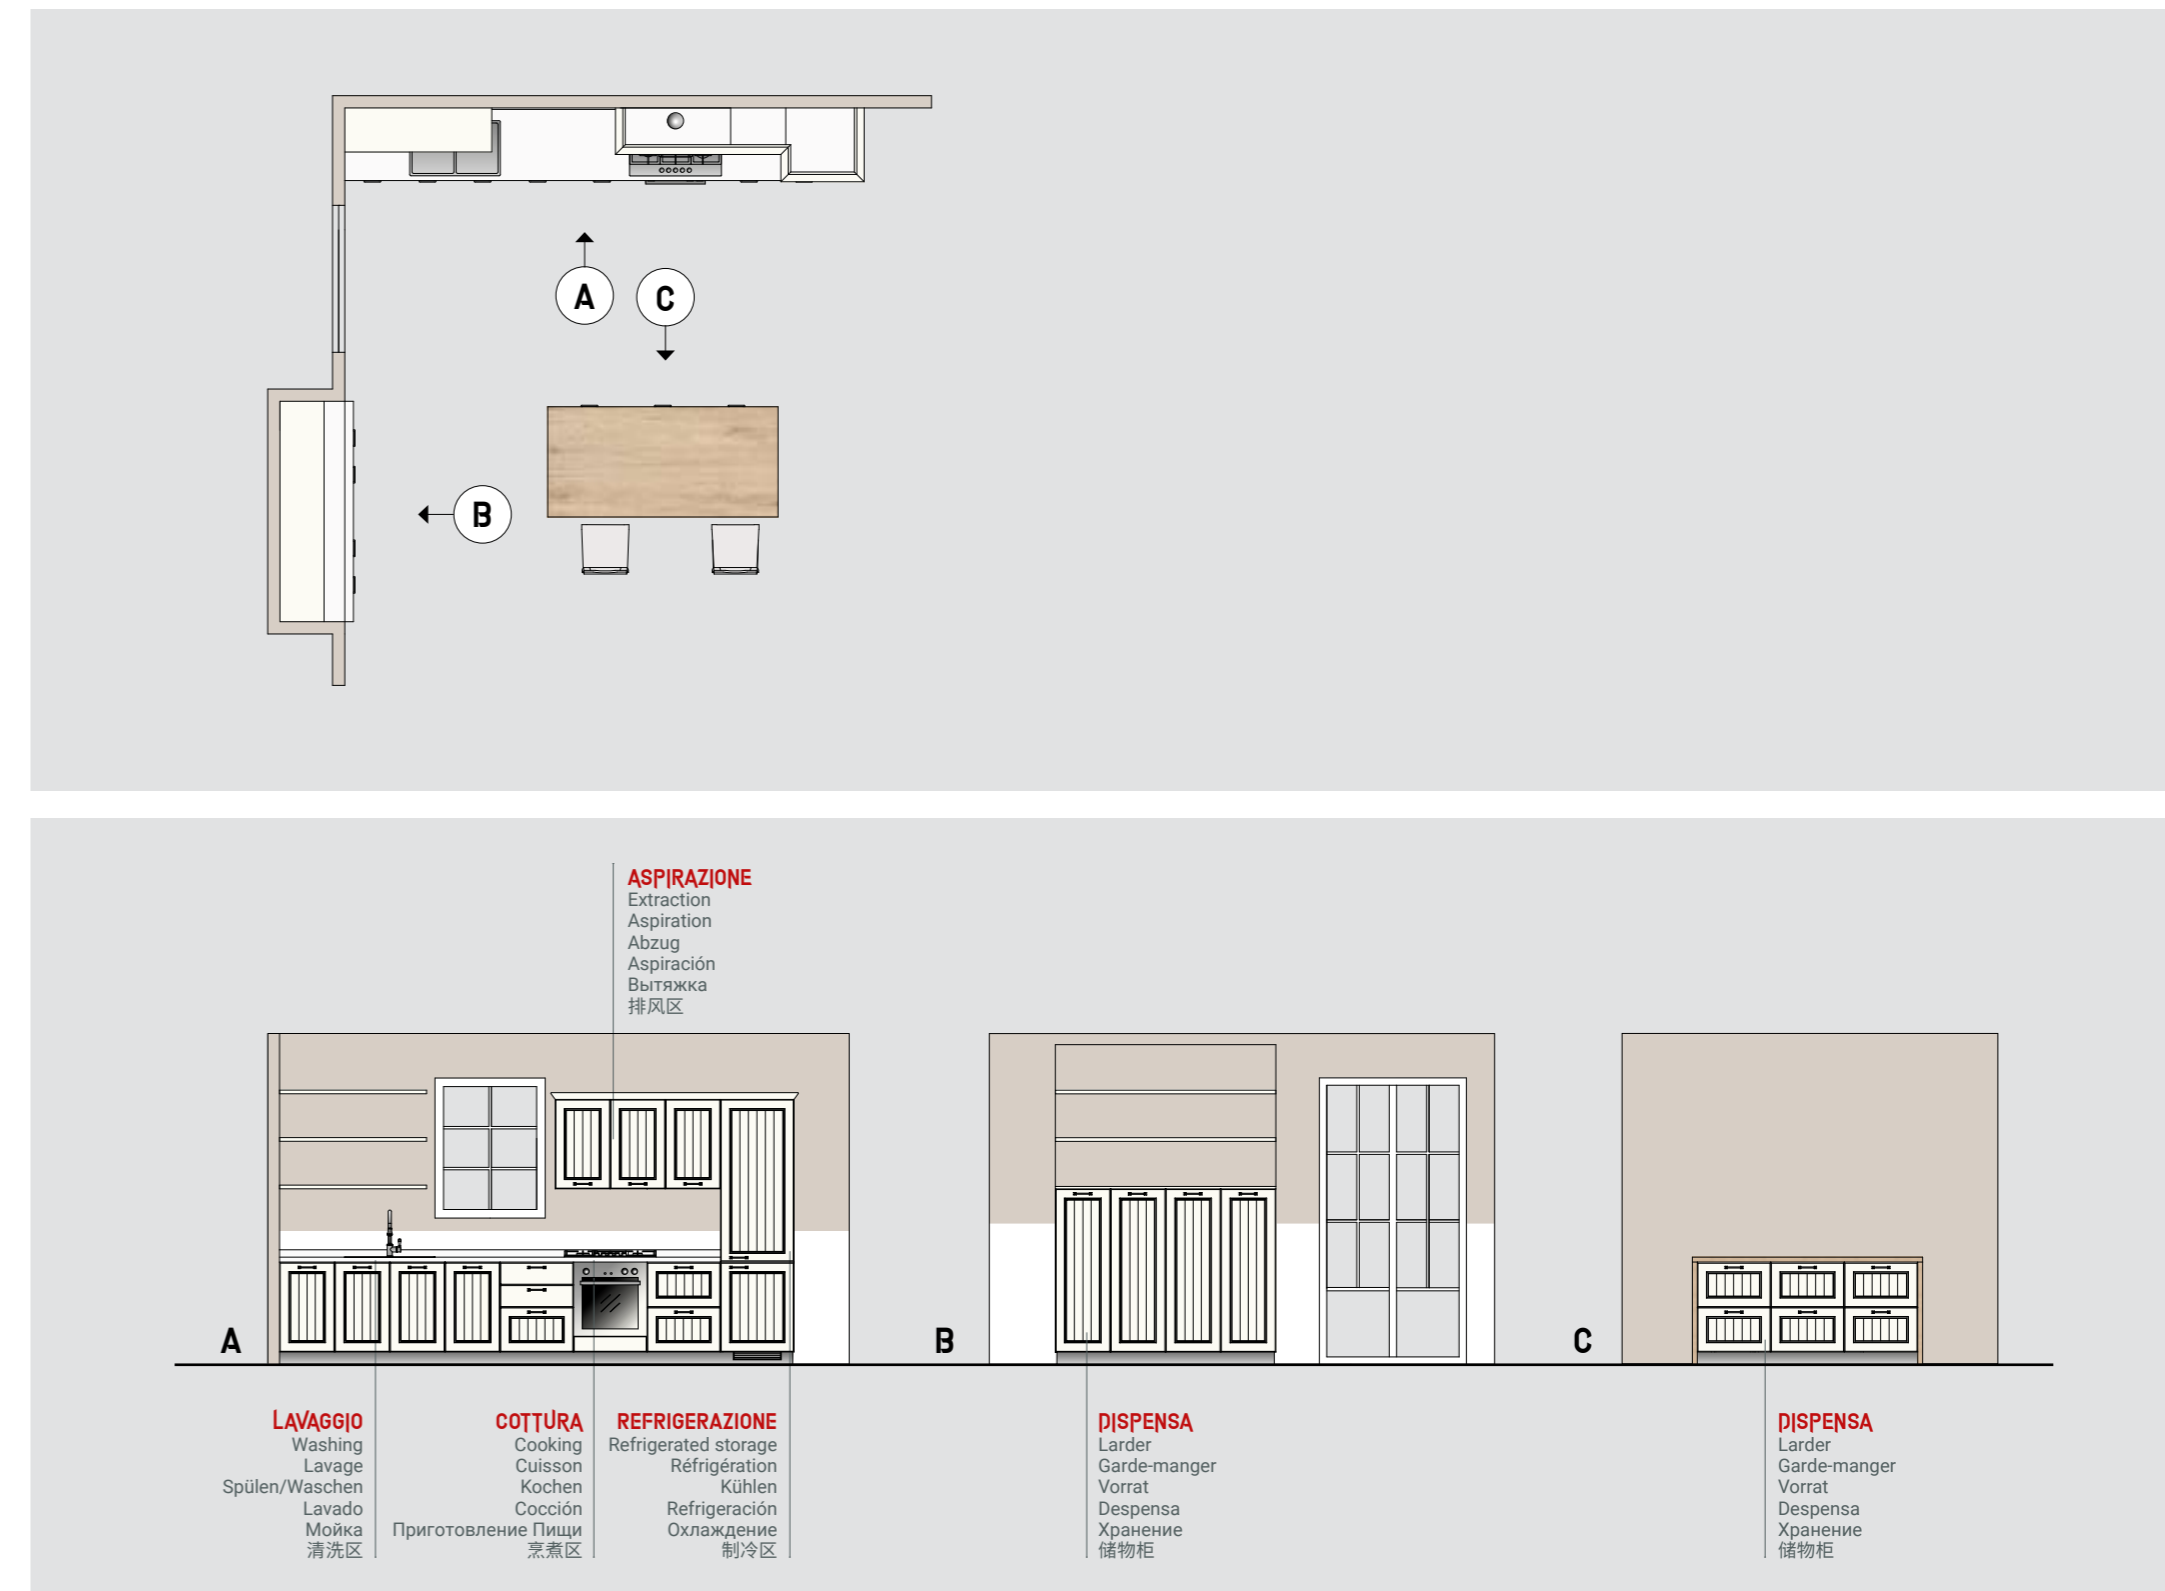 A
C
B
ASPIRAZIONE
Extraction
Aspiration
Abzug
Aspiración
Вытяжка
排风区
A
B
C
LAVAGGIO
Washing
Lavage
Spülen/Waschen
Lavado
Мойка
清洗区
COTTURA
Cooking
Cuisson
Kochen
Cocción
Приготовление Пищи
烹煮区
REFRIGERAZIONE
Refrigerated storage
Réfrigération
Kühlen
Refrigeración
Охлаждение
制冷区
DISPENSA
Larder
Garde-manger
Vorrat
Despensa
Хранение
储物柜
DISPENSA
Larder
Garde-manger
Vorrat
Despensa
Хранение
储物柜